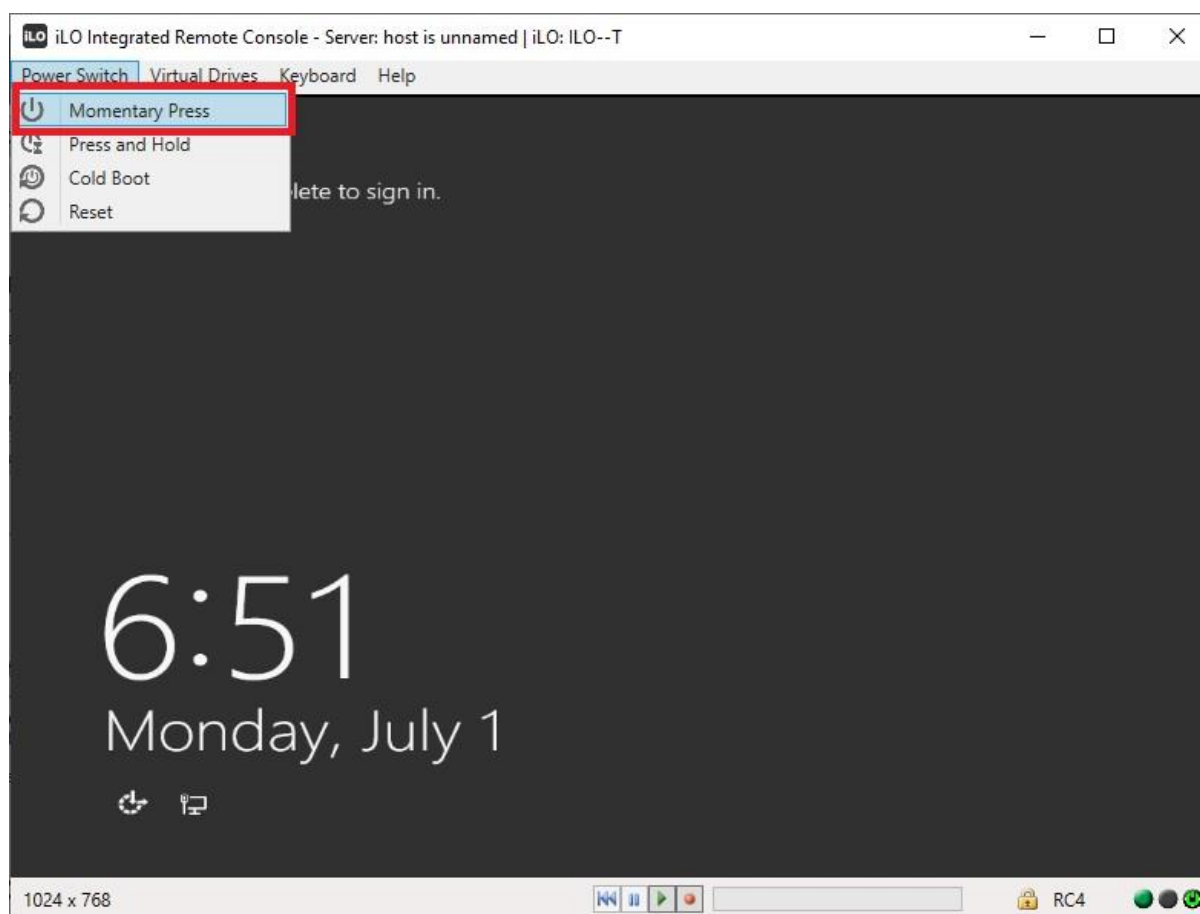 iLO iLO Integrated Remote Console - Server: host is unnamed | iLO: ILO--T
Power Switch Virtual Drives Keyboard Help
Momentary Press
Press and Hold
Cold Boot
Reset
lete to sign in.
6:51
Monday, July 1
1024 x 768
RC4